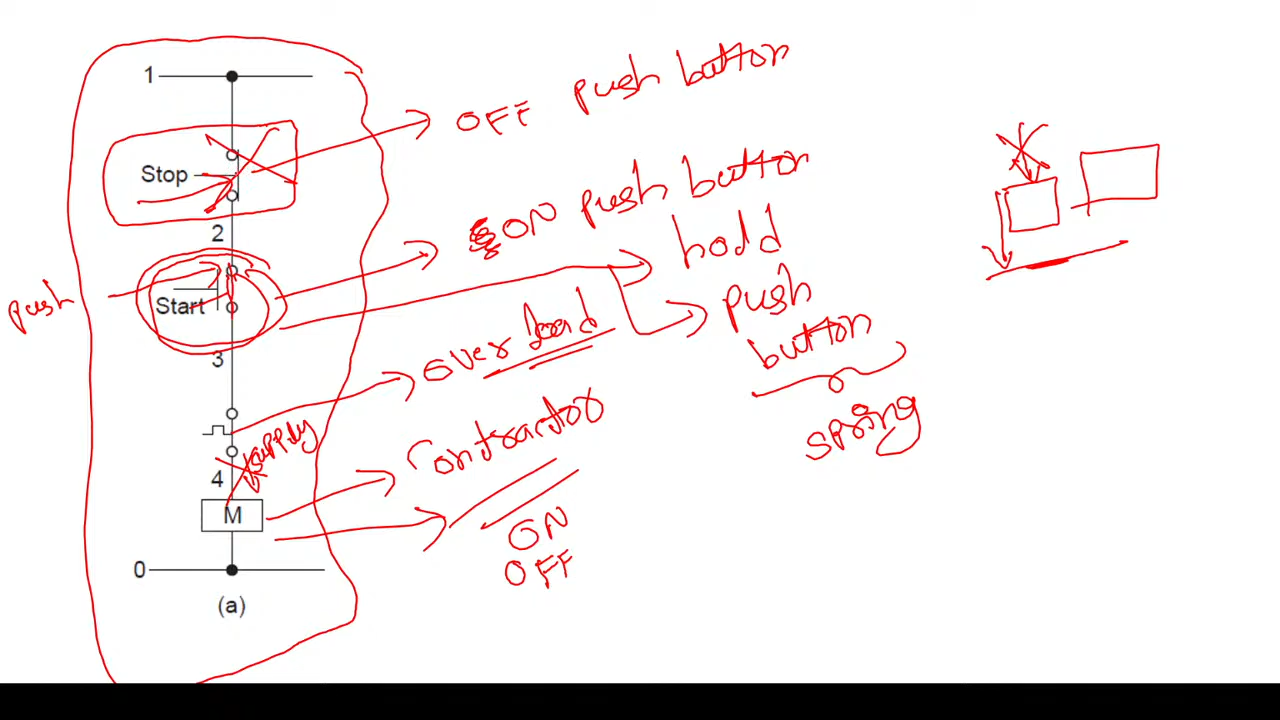 1
OFF push button
Stop
ON push button
2
hold
push
Start
push
button
3
over load
spring
supply
Contractor
4
M
ON
OFF
0
(a)